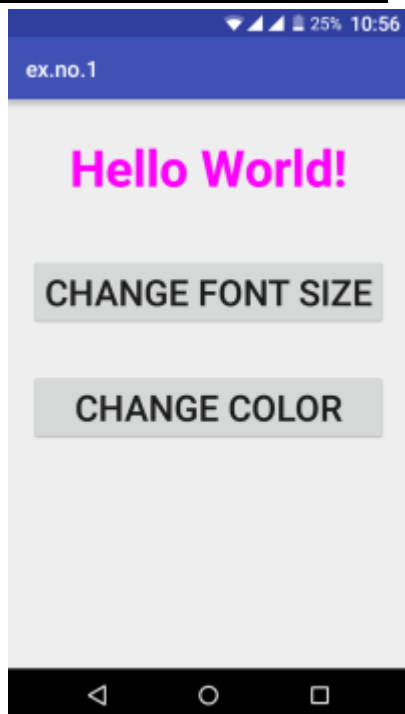 25% 10:56
ex.no.1
Hello World!
CHANGE FONT SIZE
CHANGE COLOR